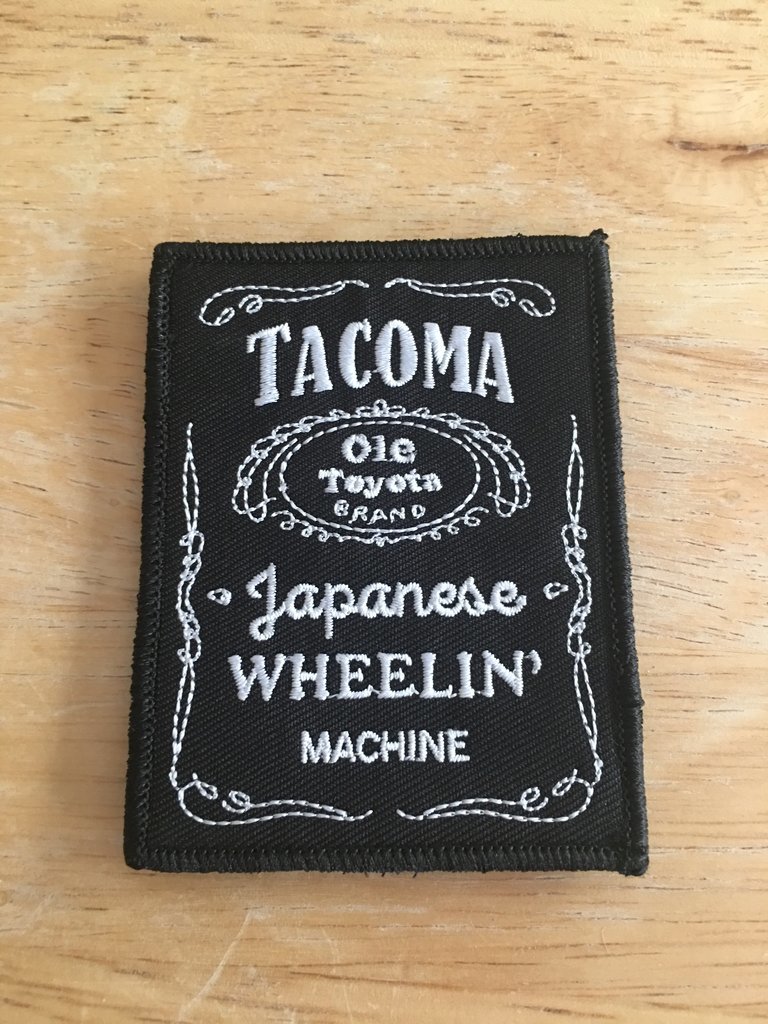 TACOMA
Ole
Toyota
BRAND
Japanese
WHEELIN'
MACHINE